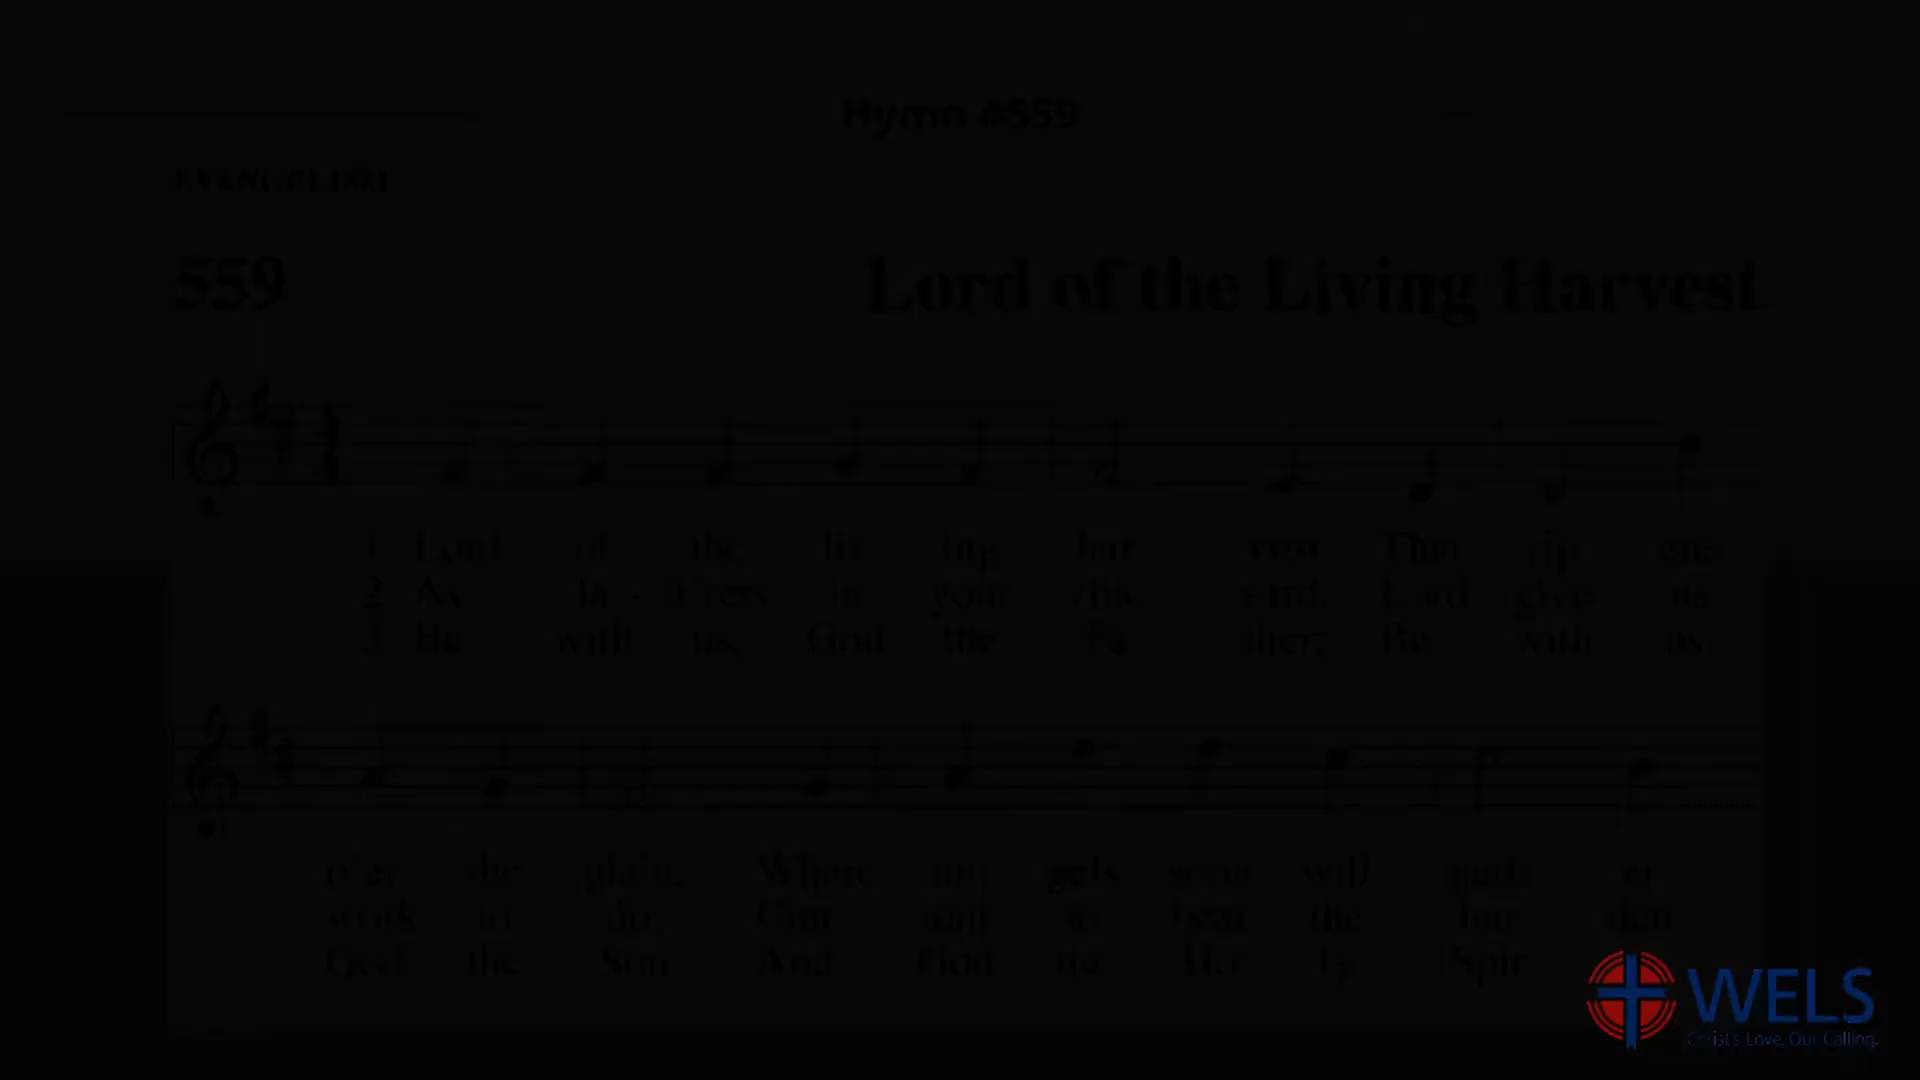 Hymn #559
EVANGELISM
559 Lord of the Living Harvest
1 Lord of the liv - ing har - vest That rip - ens
2 As la - b'rers in your vine - yard, Lord, give us
3 Be with us, God the Fa - ther; Be with us,
o'er the plain, Where an - gels soon will gath - er
work to do, Con - tent to bear the bur - den
God the Son And God the Ho - ly Spir -
WELS
Christ's Love, Our Calling.